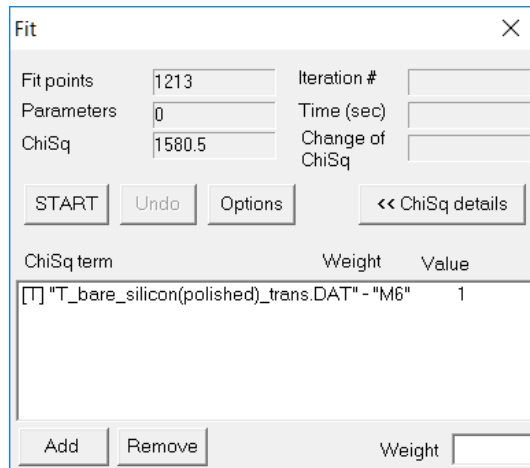 Fit
Fit points 1213 Iteration #
Parameters 0 Time (sec)
ChiSq 1580.5 Change of ChiSq
START Undo Options << ChiSq details
ChiSq term Weight Value
[T] "T_bare_silicon(polished)_trans.DAT" - "M6" 1
Add Remove Weight